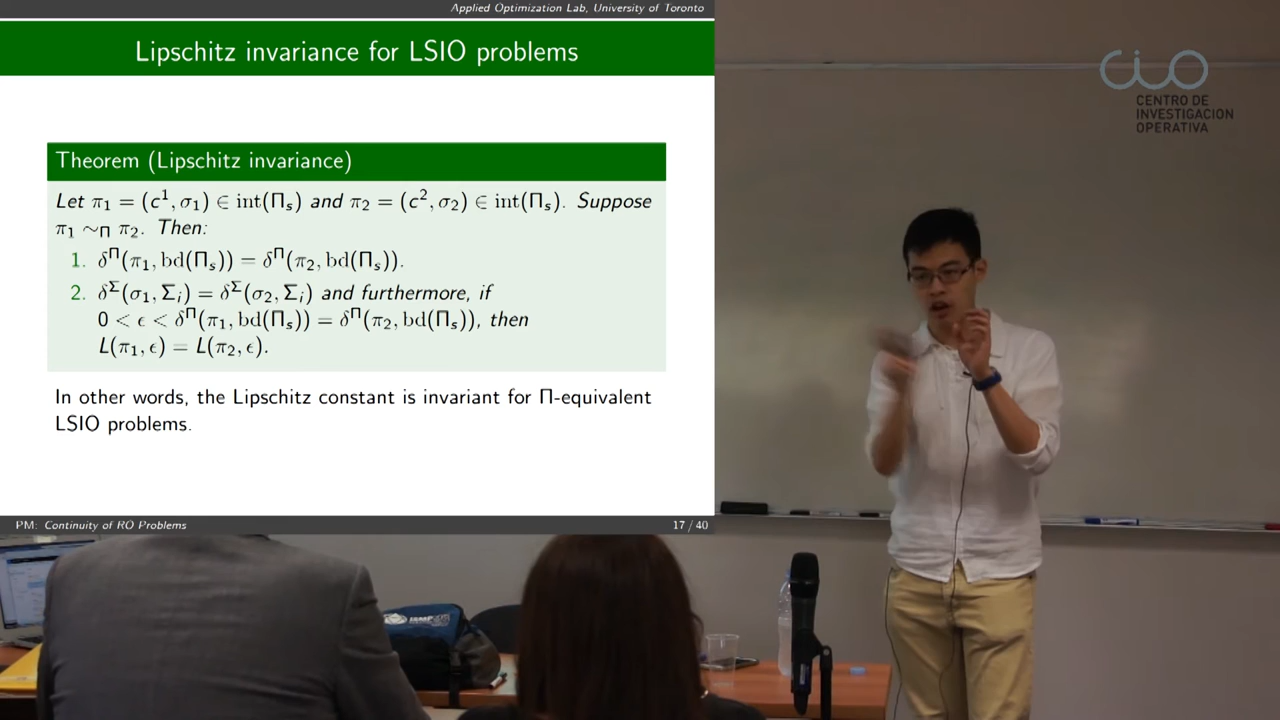 Applied Optimization Lab, University of Toronto
Lipschitz invariance for LSIO problems
Theorem (Lipschitz invariance)
Let π₁ = (c¹, σ₁) ∈ int(Πₛ) and π₂ = (c², σ₂) ∈ int(Πₛ). Suppose
π₁ ∼_Π π₂. Then:
1. δ^Π(π₁, bd(Πₛ)) = δ^Π(π₂, bd(Πₛ)).
2. δ^Σ(σ₁, Σᵢ) = δ^Σ(σ₂, Σᵢ) and furthermore, if
0 < ϵ < δ^Π(π₁, bd(Πₛ)) = δ^Π(π₂, bd(Πₛ)), then
L(π₁, ϵ) = L(π₂, ϵ).
In other words, the Lipschitz constant is invariant for Π-equivalent
LSIO problems.
PM: Continuity of RO Problems
17 / 40
CIO
CENTRO DE
INVESTIGACION
OPERATIVA